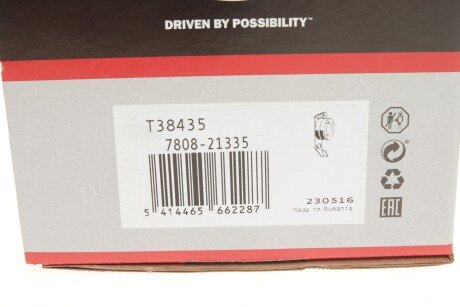 DRIVEN BY POSSIBILITY™
T38435
7808-21335
5 414465 662287
230516
Made in Romania
EAC